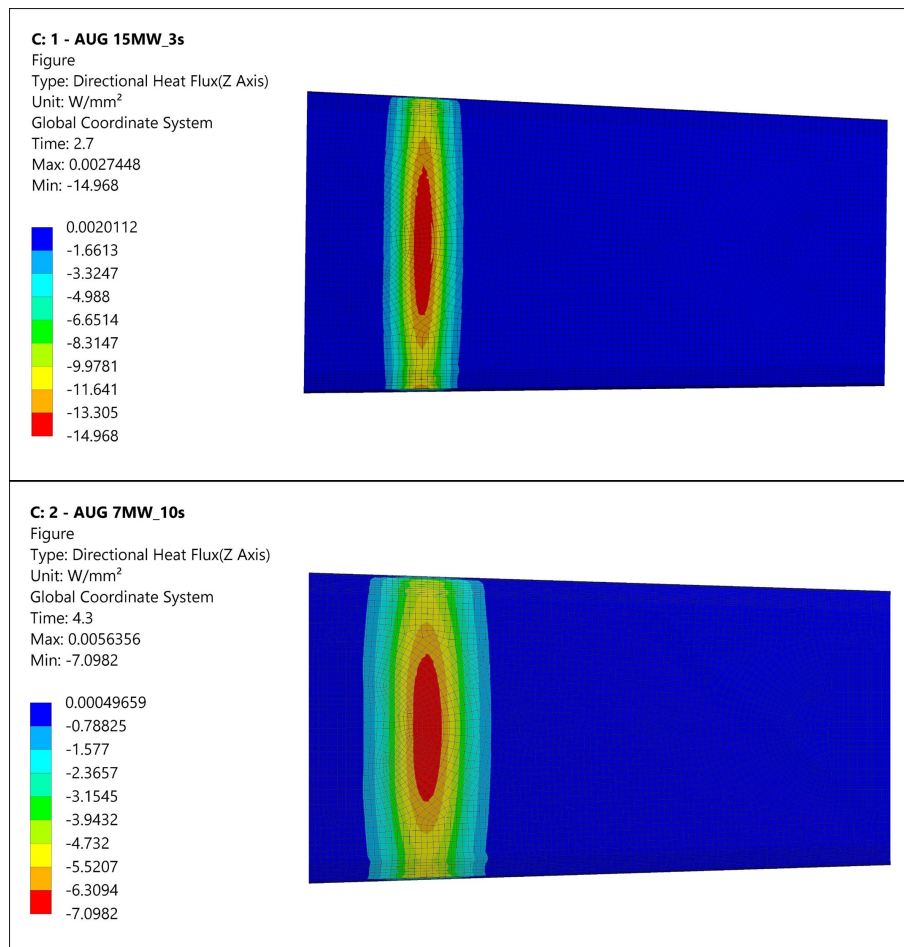 C: 1 - AUG 15MW_3s
Figure
Type: Directional Heat Flux(Z Axis)
Unit: W/mm²
Global Coordinate System
Time: 2.7
Max: 0.0027448
Min: -14.968
0.0020112
-1.6613
-3.3247
-4.988
-6.6514
-8.3147
-9.9781
-11.641
-13.305
-14.968
C: 2 - AUG 7MW_10s
Figure
Type: Directional Heat Flux(Z Axis)
Unit: W/mm²
Global Coordinate System
Time: 4.3
Max: 0.0056356
Min: -7.0982
0.00049659
-0.78825
-1.577
-2.3657
-3.1545
-3.9432
-4.732
-5.5207
-6.3094
-7.0982